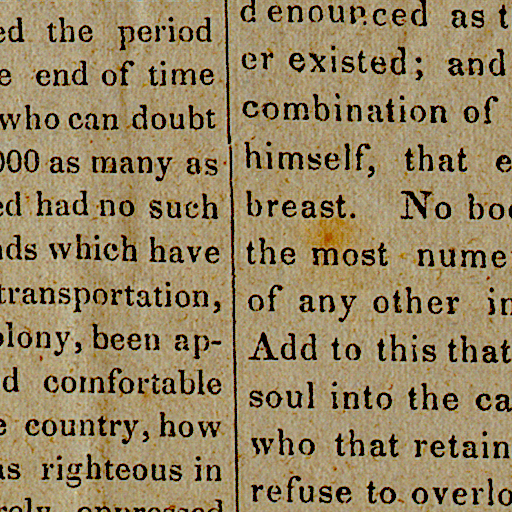 ed the period
e end of time
who can doubt
000 as many as
ed had no such
nds which have
transportation,
olony, been ap-
d comfortable
e country, how
as righteous in
rely oppressed
denounced as t
er existed; and
combination of
himself, that e
breast. No bod
the most nume
of any other in
Add to this that
soul into the ca
who that retain
refuse to overlo